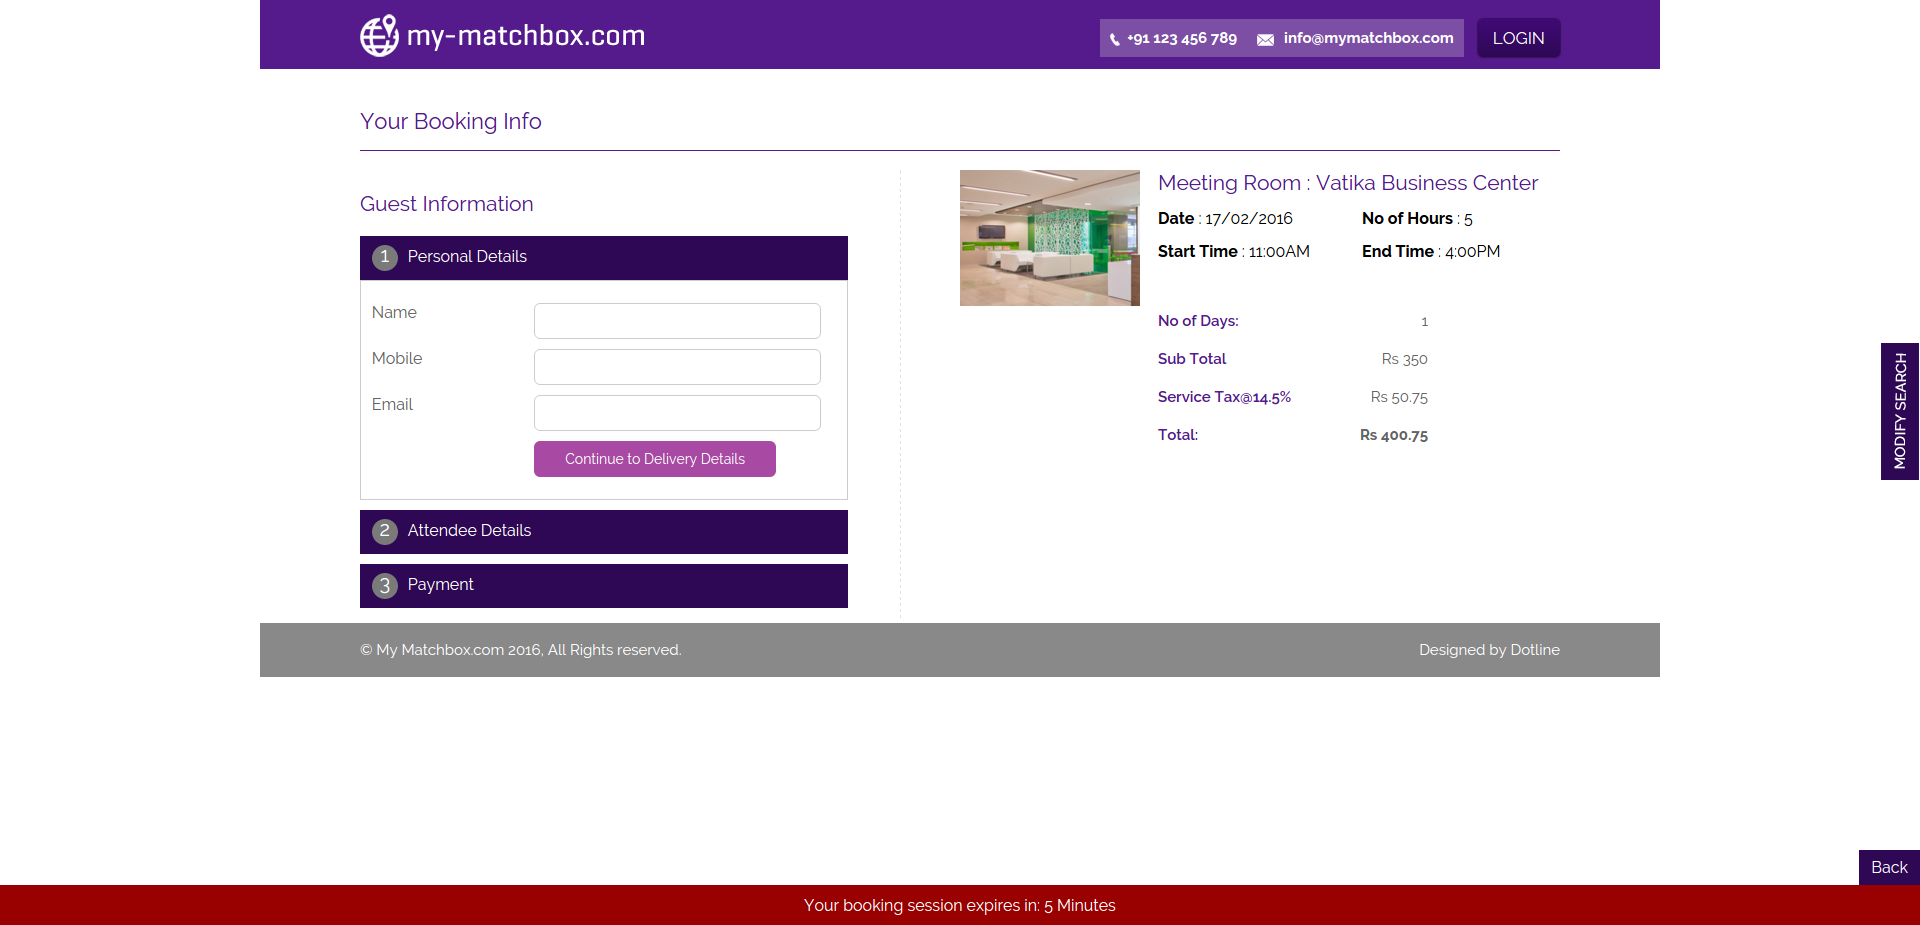 my-matchbox.com
+91 123 456 789
info@mymatchbox.com
LOGIN
Your Booking Info
Guest Information
1 Personal Details
Name
Mobile
Email
Continue to Delivery Details
2 Attendee Details
3 Payment
Meeting Room : Vatika Business Center
Date : 17/02/2016 No of Hours : 5
Start Time : 11:00AM End Time : 4:00PM
No of Days: 1
Sub Total Rs 350
Service Tax@14.5% Rs 50.75
Total: Rs 400.75
MODIFY SEARCH
© My Matchbox.com 2016, All Rights reserved.
Designed by Dotline
Back
Your booking session expires in: 5 Minutes